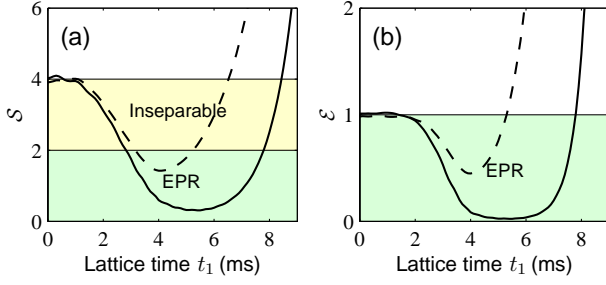 (a)
6
4
2
0
S
Inseparable
EPR
0 2 4 6 8
Lattice time t₁ (ms)
(b)
2
1
0
ℰ
EPR
0 2 4 6 8
Lattice time t₁ (ms)